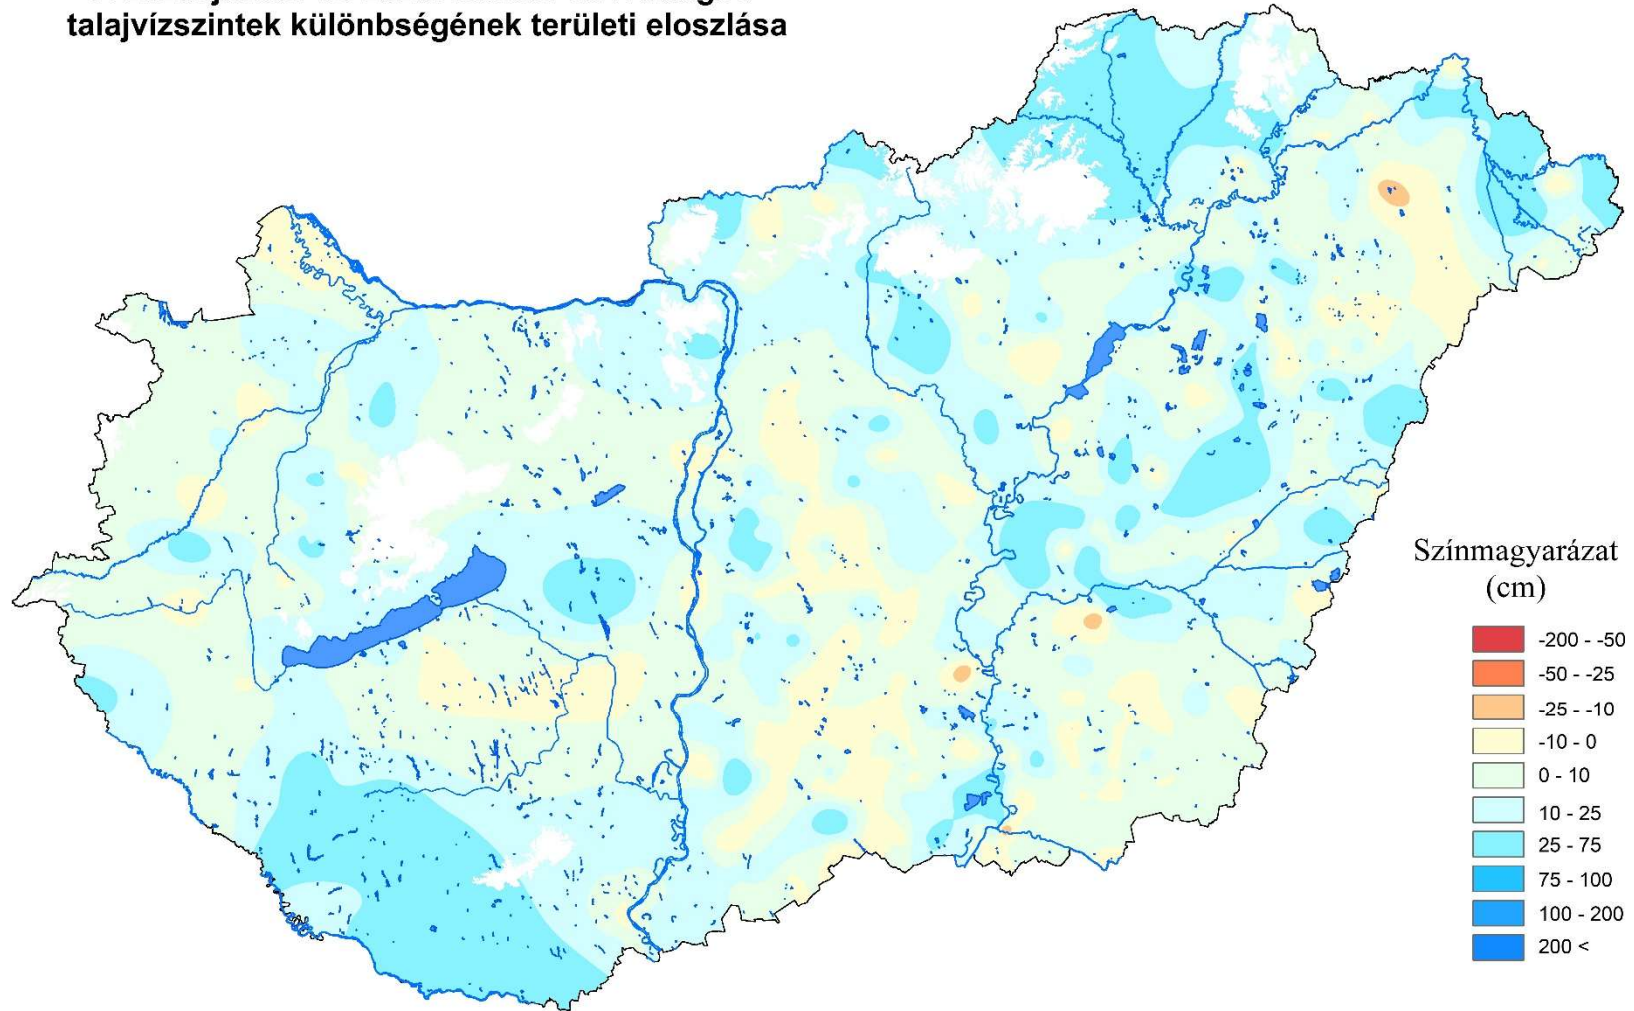 talajvízszintek különbségének területi eloszlása
Színmagyarázat
(cm)
-200 - -50
-50 - -25
-25 - -10
-10 - 0
0 - 10
10 - 25
25 - 75
75 - 100
100 - 200
200 <